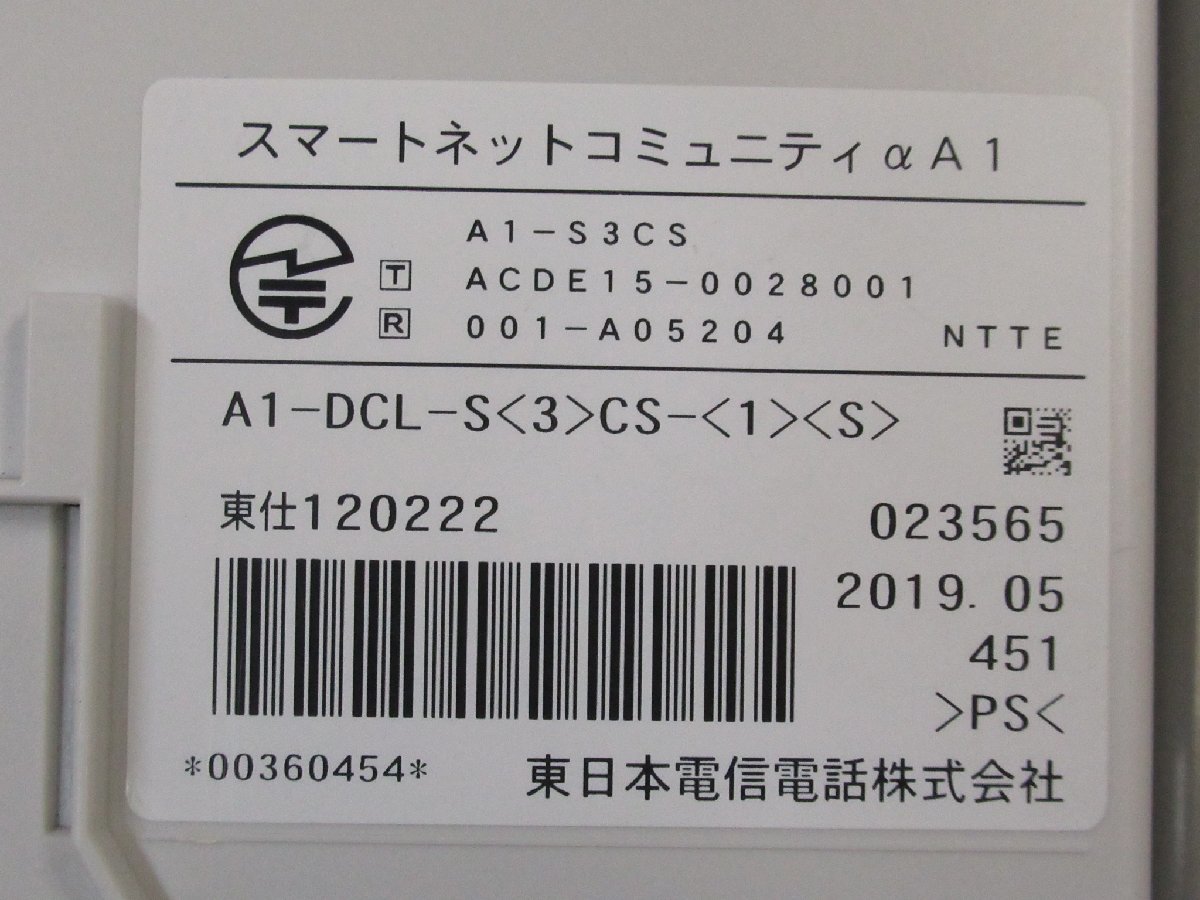 スマートネットコミュニティαA1
A1-S3CS
T ACDE15-0028001
R 001-A05204 NTTE
A1-DCL-S<3>CS-<1><S>
東仕120222 023565
2019.05
451
>PS<
*00360454* 東日本電信電話株式会社